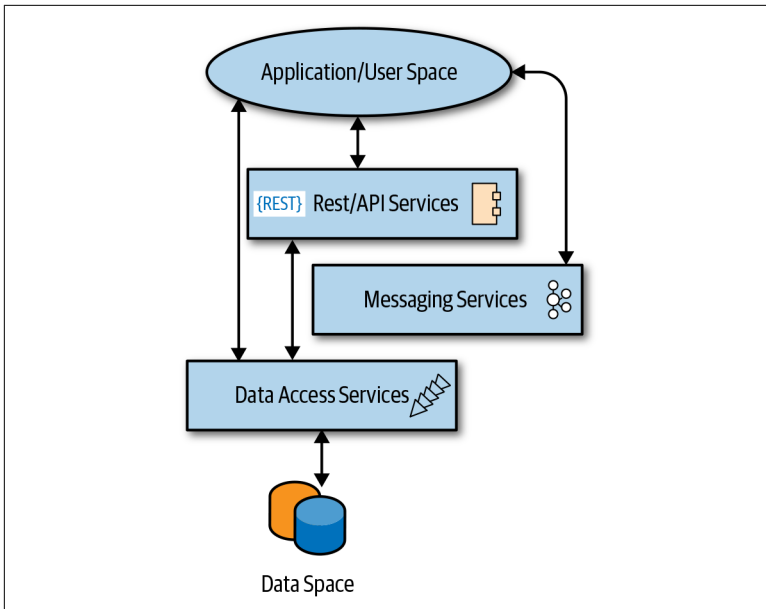 Application/User Space
{REST} Rest/API Services
Messaging Services
Data Access Services
Data Space